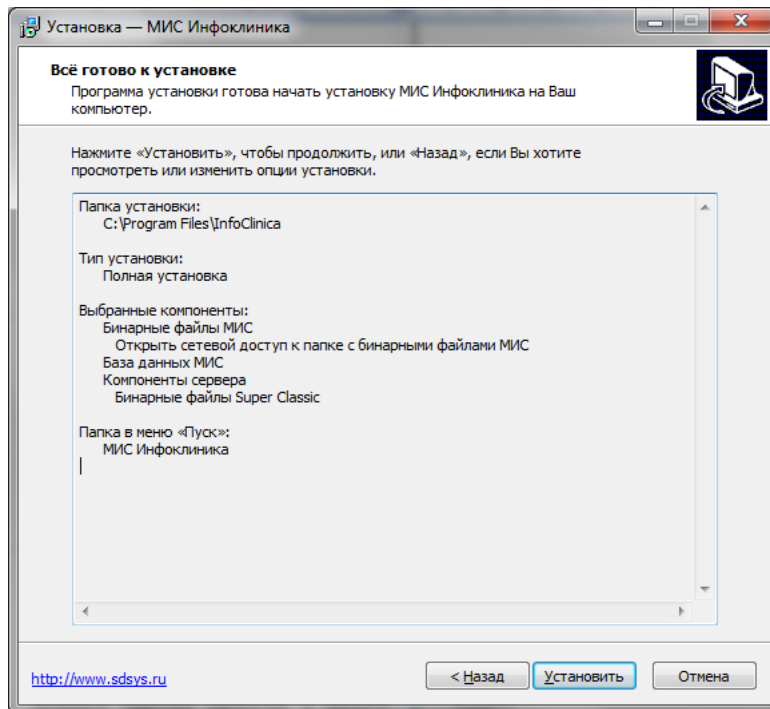 Установка — МИС Инфоклиника
Всё готово к установке
Программа установки готова начать установку МИС Инфоклиника на Ваш
компьютер.
Нажмите «Установить», чтобы продолжить, или «Назад», если Вы хотите
просмотреть или изменить опции установки.
Папка установки:
C:\Program Files\InfoClinica
Тип установки:
Полная установка
Выбранные компоненты:
Бинарные файлы МИС
Открыть сетевой доступ к папке с бинарными файлами МИС
База данных МИС
Компоненты сервера
Бинарные файлы Super Classic
Папка в меню «Пуск»:
МИС Инфоклиника
http://www.sdsys.ru
< Назад
Установить
Отмена